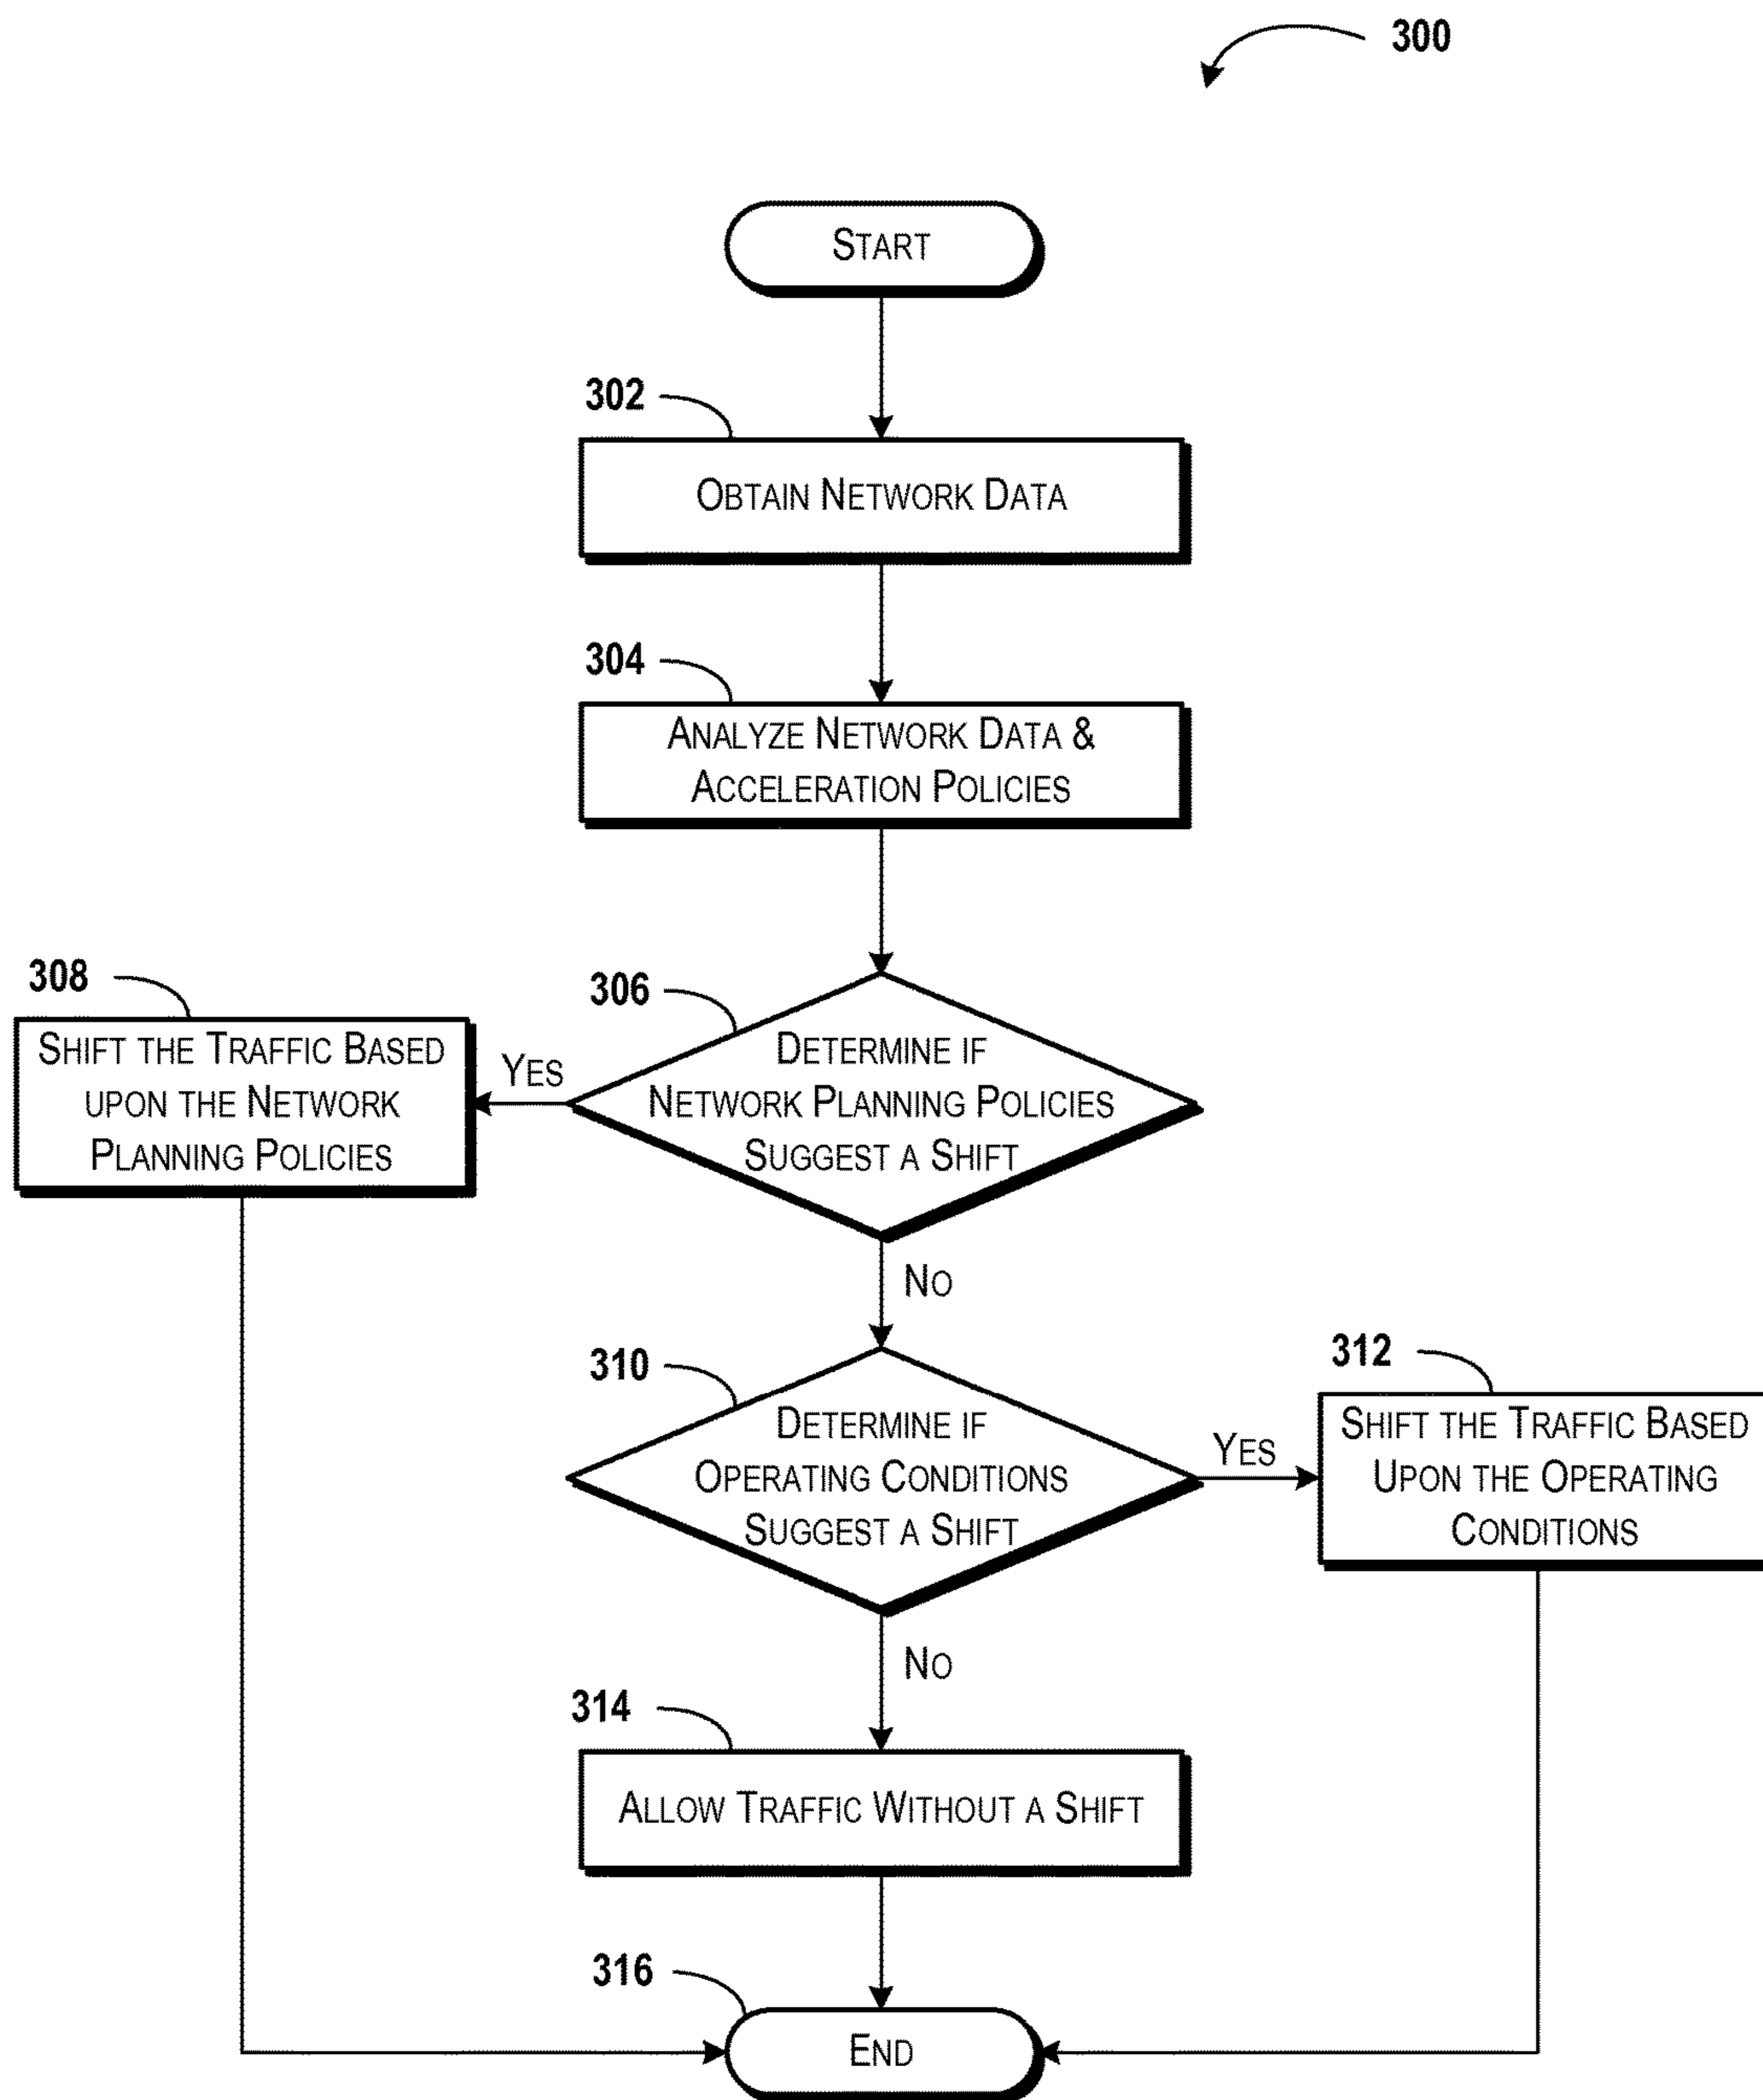 300
START
302
OBTAIN NETWORK DATA
304
ANALYZE NETWORK DATA &
ACCELERATION POLICIES
306
DETERMINE IF
NETWORK PLANNING POLICIES
SUGGEST A SHIFT
YES
308
SHIFT THE TRAFFIC BASED
UPON THE NETWORK
PLANNING POLICIES
NO
310
DETERMINE IF
OPERATING CONDITIONS
SUGGEST A SHIFT
YES
312
SHIFT THE TRAFFIC BASED
UPON THE OPERATING
CONDITIONS
NO
314
ALLOW TRAFFIC WITHOUT A SHIFT
316
END